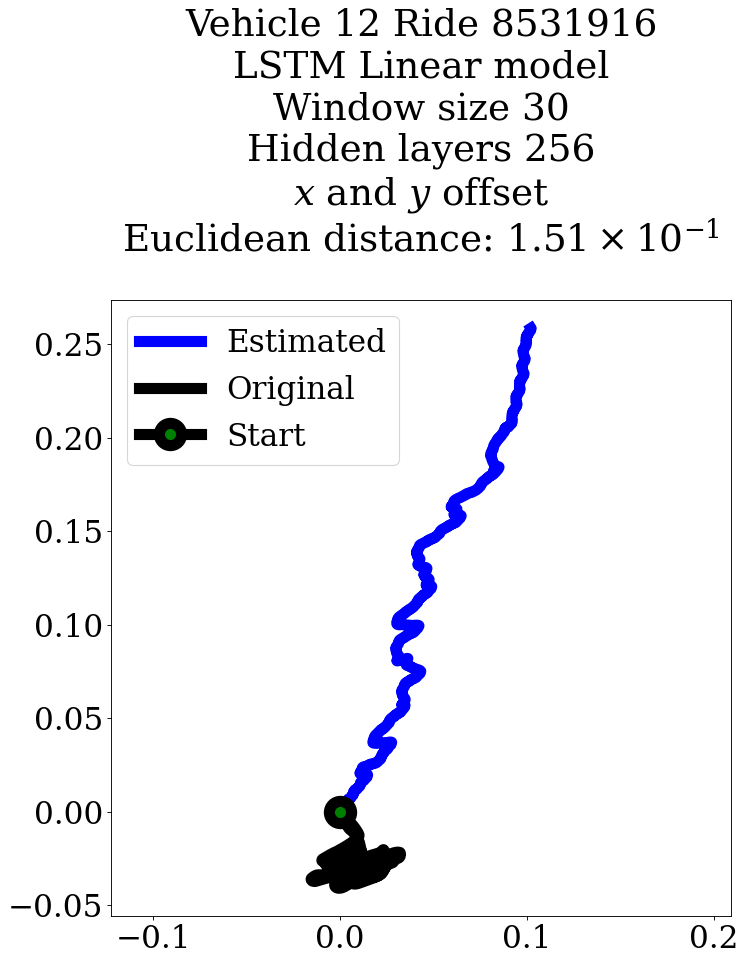 Vehicle 12 Ride 8531916
LSTM Linear model
Window size 30
Hidden layers 256
x and y offset
Euclidean distance: 1.51 × 10⁻¹
Estimated
Original
Start
0.25
0.20
0.15
0.10
0.05
0.00
−0.05
−0.1
0.0
0.1
0.2